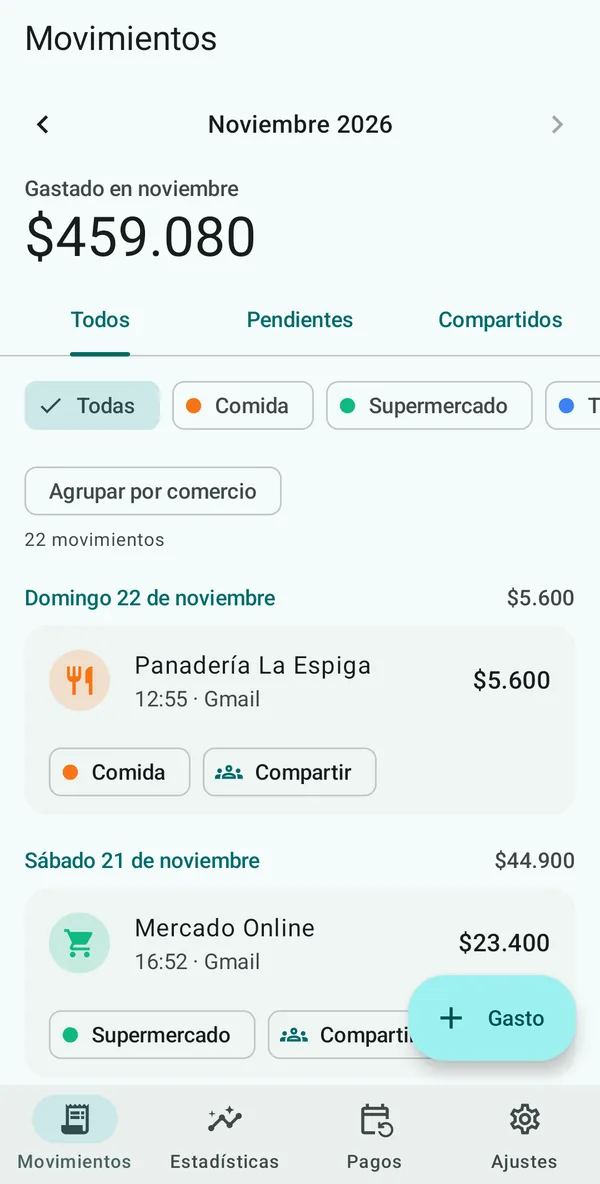 Movimientos
Noviembre 2026
Gastado en noviembre
$459.080
Todos Pendientes Compartidos
Todas Comida Supermercado T
Agrupar por comercio
22 movimientos
Domingo 22 de noviembre $5.600
Panadería La Espiga
$5.600
12:55 · Gmail
Comida Compartir
Sábado 21 de noviembre $44.900
Mercado Online
$23.400
16:52 · Gmail
Supermercado Comparti
Gasto
Movimientos Estadísticas Pagos Ajustes